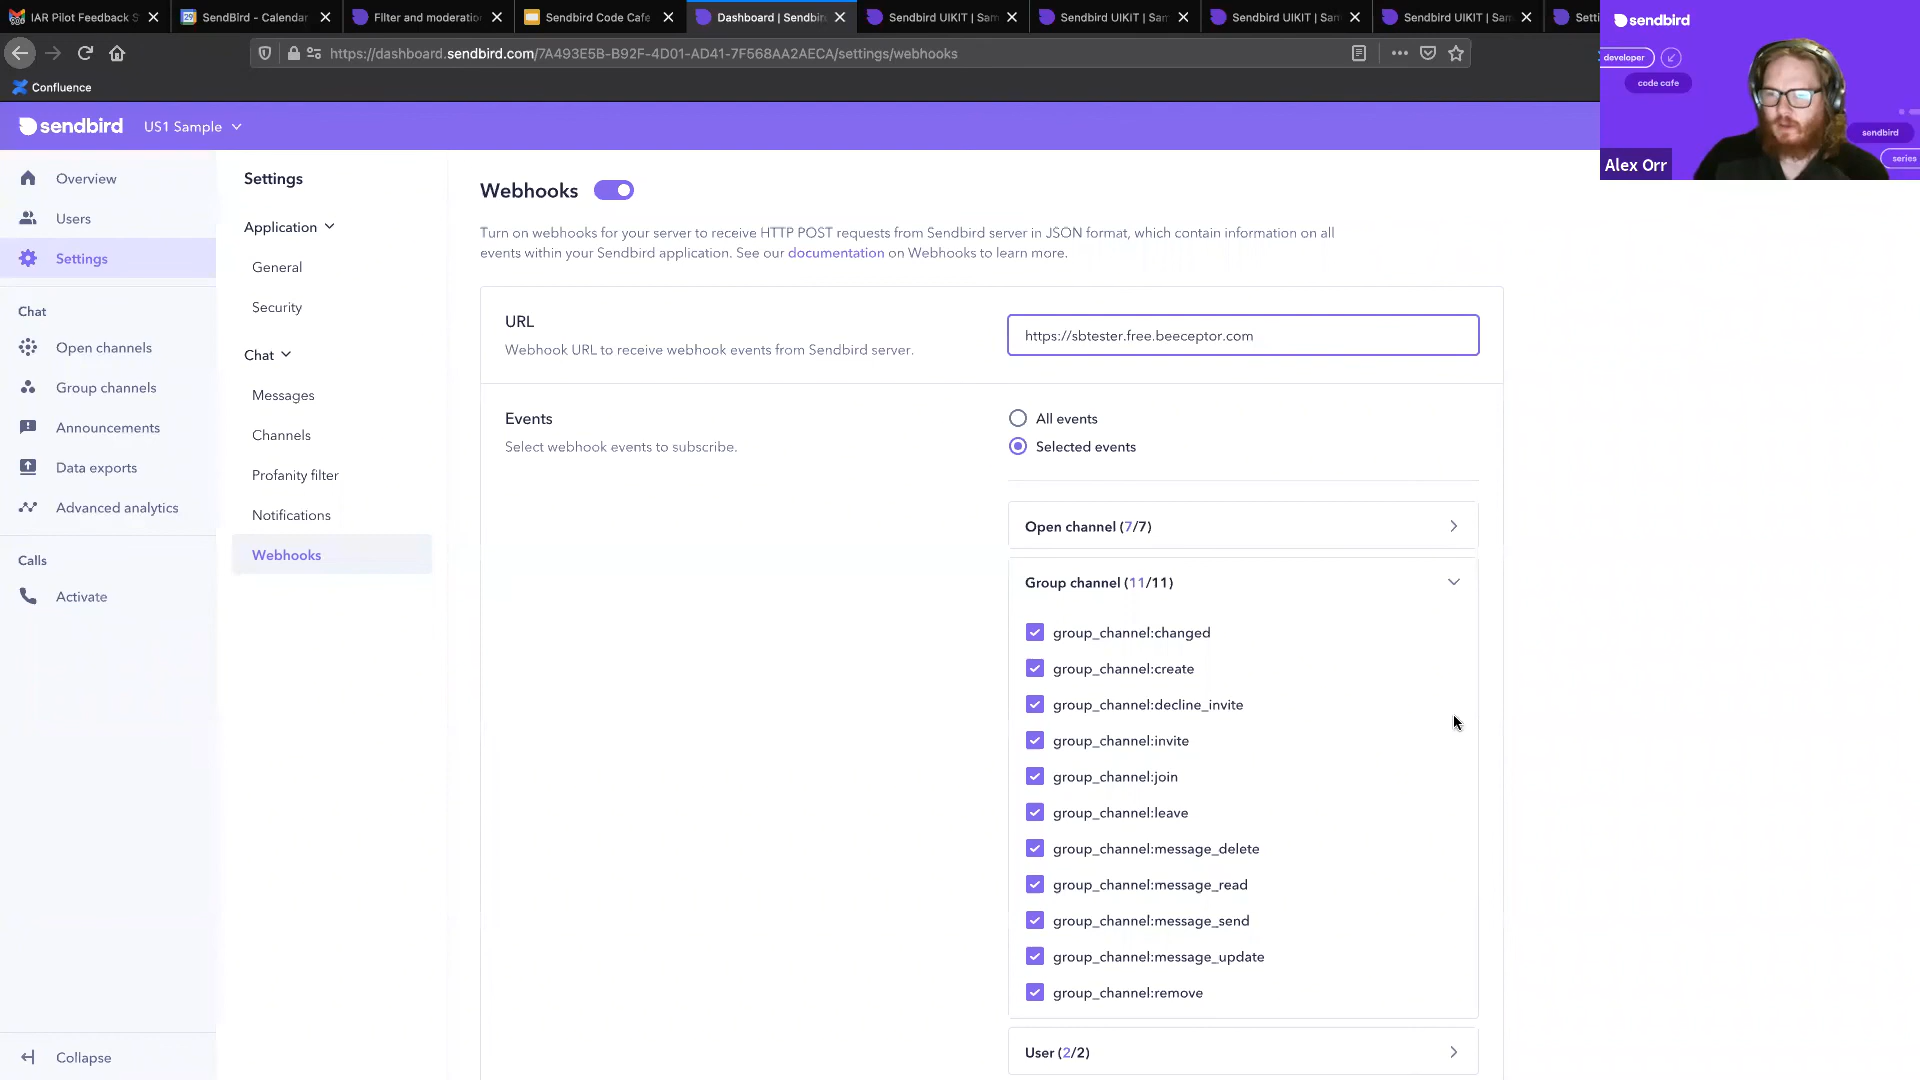 IAR Pilot Feedback S
SendBird - Calendar
Filter and moderation
Sendbird Code Cafe
Dashboard | Sendbir
Sendbird UIKIT | Sam
Sendbird UIKIT | Sam
Sendbird UIKIT | Sam
Sendbird UIKIT | Sam
Setti
https://dashboard.sendbird.com/7A493E5B-B92F-4D01-AD41-7F568AA2AECA/settings/webhooks
Confluence
sendbird
developer
code cafe
sendbird
series
Alex Orr
sendbird
US1 Sample
Overview
Users
Settings
Chat
Open channels
Group channels
Announcements
Data exports
Advanced analytics
Calls
Activate
Collapse
Settings
Application
General
Security
Chat
Messages
Channels
Profanity filter
Notifications
Webhooks
Webhooks
Turn on webhooks for your server to receive HTTP POST requests from Sendbird server in JSON format, which contain information on all
events within your Sendbird application. See our documentation on Webhooks to learn more.
URL
Webhook URL to receive webhook events from Sendbird server.
https://sbtester.free.beeceptor.com
Events
Select webhook events to subscribe.
All events
Selected events
Open channel (7/7)
Group channel (11/11)
group_channel:changed
group_channel:create
group_channel:decline_invite
group_channel:invite
group_channel:join
group_channel:leave
group_channel:message_delete
group_channel:message_read
group_channel:message_send
group_channel:message_update
group_channel:remove
User (2/2)